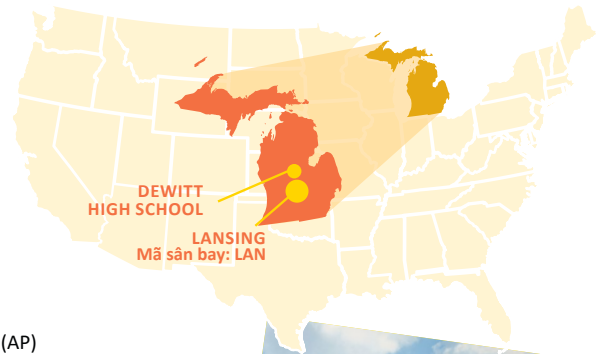 DEWITT
HIGH SCHOOL
LANSING
Mã sân bay: LAN
(AP)